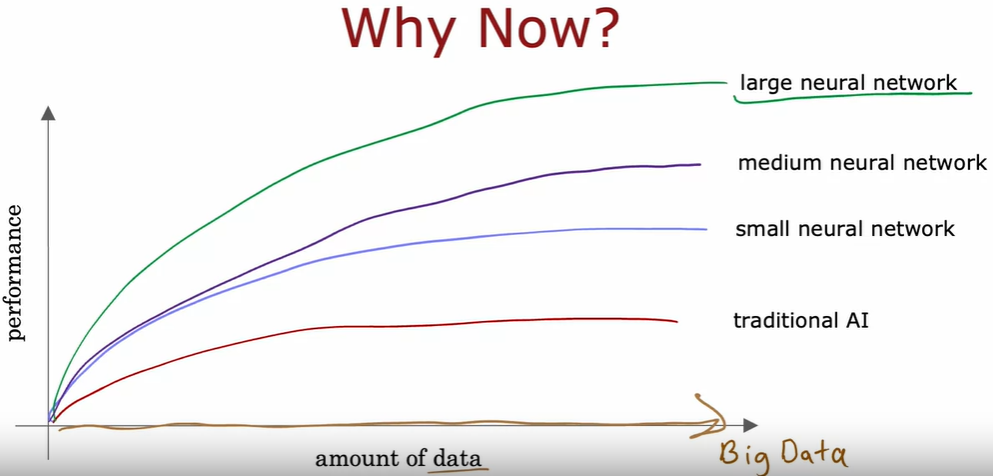 Why Now?
large neural network
medium neural network
small neural network
traditional AI
performance
amount of data
Big Data